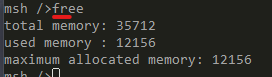 msh />free
total memory: 35712
used memory : 12156
maximum allocated memory: 12156
msh />